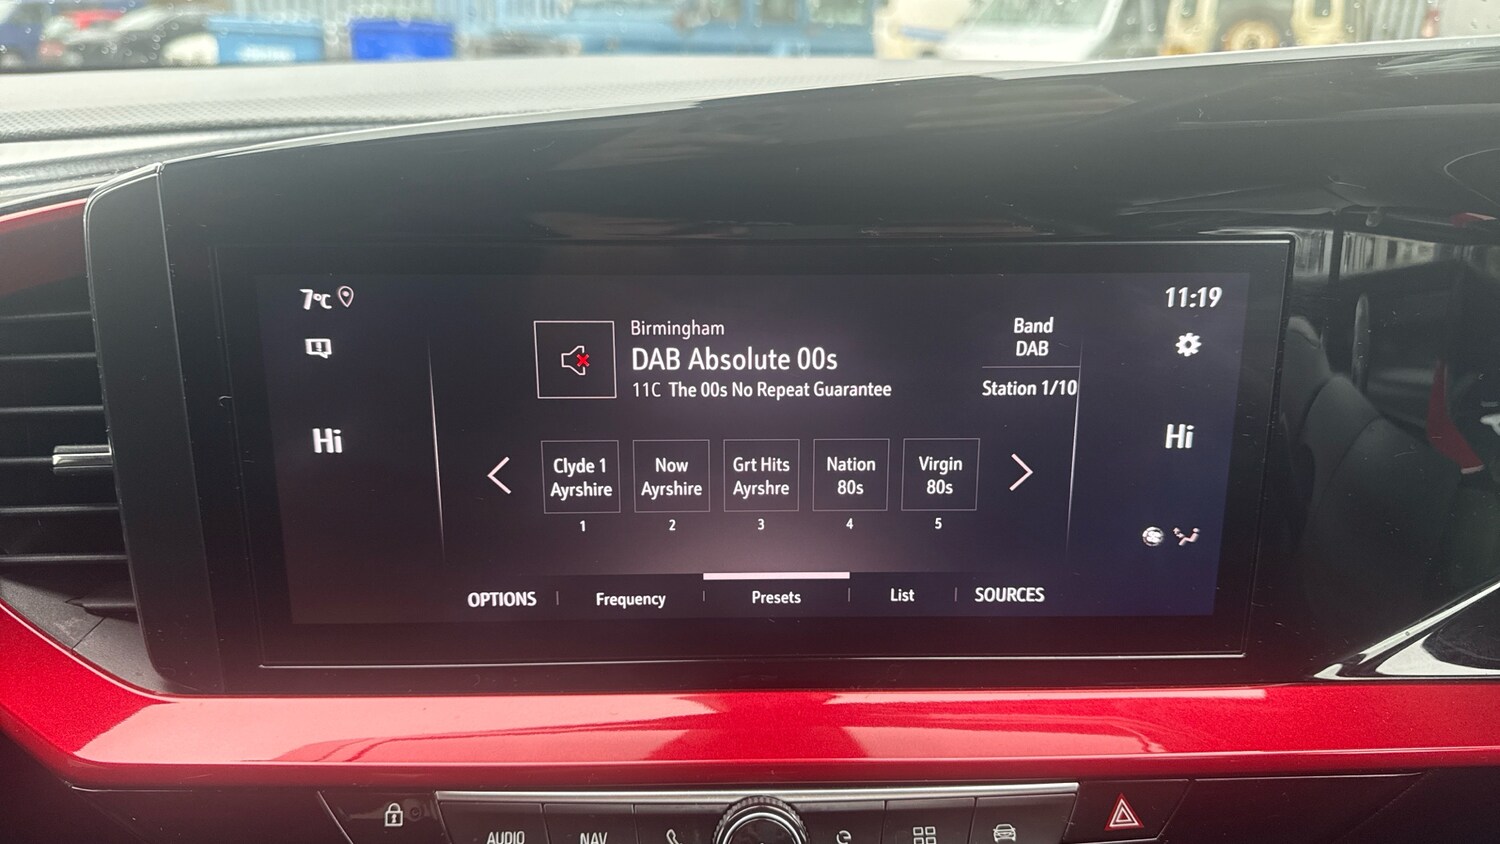 7°C
11:19
Birmingham
DAB Absolute 00s
11C The 00s No Repeat Guarantee
Band
DAB
Station 1/10
Hi
Hi
Clyde 1
Ayrshire
1
Now
Ayrshire
2
Grt Hits
Ayrshre
3
Nation
80s
4
Virgin
80s
5
OPTIONS
Frequency
Presets
List
SOURCES
AUDIO
NAV